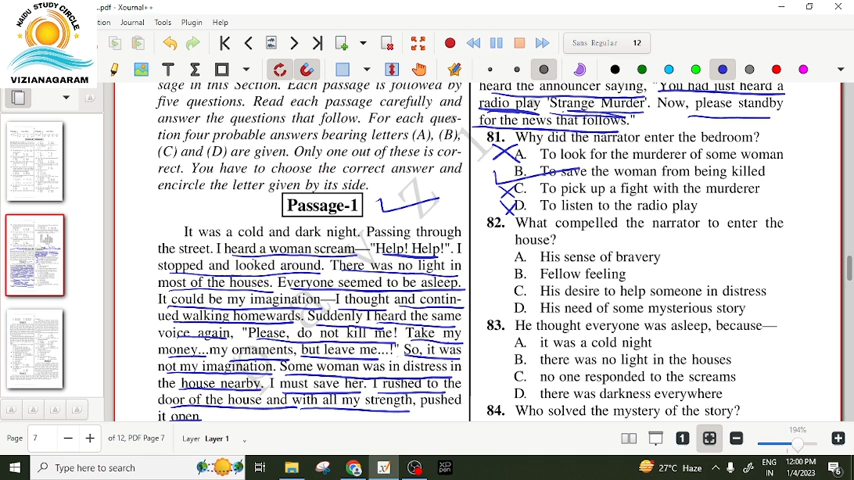 NAIDU STUDY CIRCLE
VIZIANAGARAM
.pdf - Xournal++
tion Journal Tools Plugin Help
Sans Regular 12
sage in this Section. Each passage is followed by
five questions. Read each passage carefully and
answer the questions that follow. For each ques-
tion four probable answers bearing letters (A), (B),
(C) and (D) are given. Only one out of these is cor-
rect. You have to choose the correct answer and
encircle the letter given by its side.
Passage-1
It was a cold and dark night. Passing through
the street. I heard a woman scream—"Help! Help!". I
stopped and looked around. There was no light in
most of the houses. Everyone seemed to be asleep.
It could be my imagination—I thought and contin-
ued walking homewards. Suddenly I heard the same
voice again, "Please, do not kill me! Take my
money...my ornaments, but leave me...!" So, it was
not my imagination. Some woman was in distress in
the house nearby. I must save her. I rushed to the
door of the house and with all my strength, pushed
it open
heard the announcer saying, "You had just heard a
radio play 'Strange Murder'. Now, please standby
for the news that follows."
81. Why did the narrator enter the bedroom?
A. To look for the murderer of some woman
B. To save the woman from being killed
C. To pick up a fight with the murderer
D. To listen to the radio play
82. What compelled the narrator to enter the
house?
A. His sense of bravery
B. Fellow feeling
C. His desire to help someone in distress
D. His need of some mysterious story
83. He thought everyone was asleep, because—
A. it was a cold night
B. there was no light in the houses
C. no one responded to the screams
D. there was darkness everywhere
84. Who solved the mystery of the story?
Page 7 of 12, PDF Page 7 Layer Layer 1
194%
Type here to search
27°C Haze
ENG
IN
12:00 PM
1/4/2023